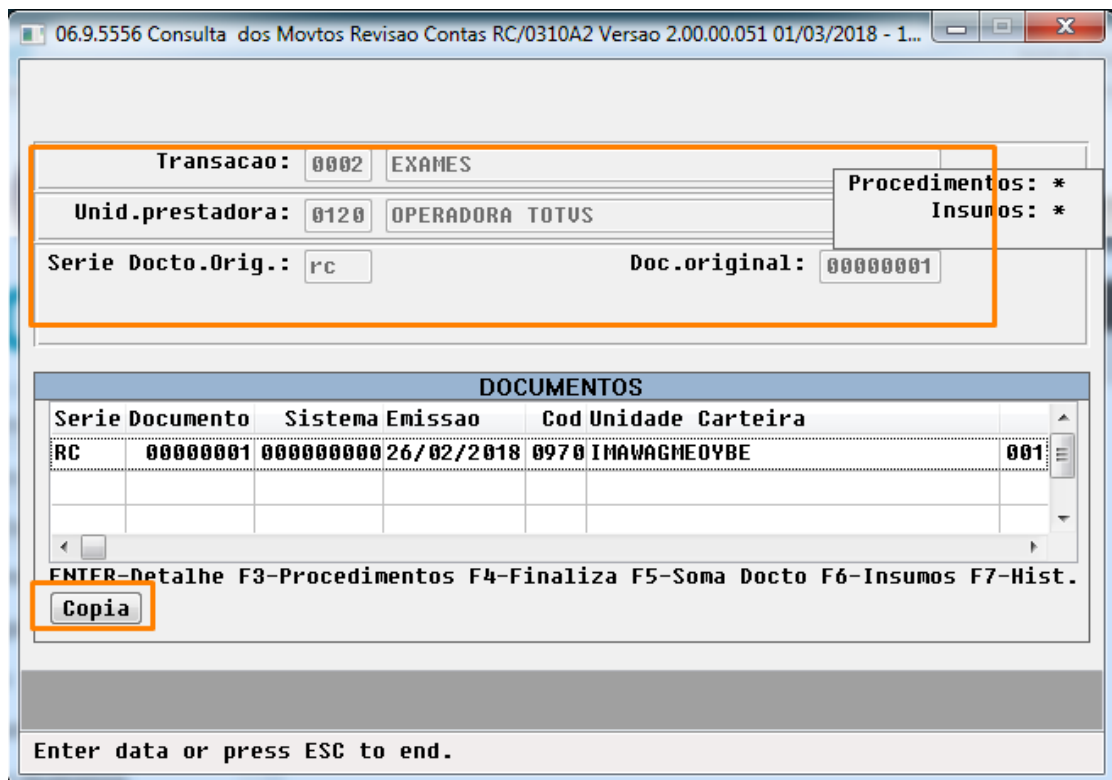 06.9.5556 Consulta dos Movtos Revisao Contas RC/0310A2 Versao 2.00.00.051 01/03/2018 - 1...
Transacao: 0002 EXAMES
Procedimentos: *
Unid.prestadora: 0120 OPERADORA TOTVS
Insumos: *
Serie Docto.Orig.: rc Doc.original: 00000001
DOCUMENTOS
Serie Documento Sistema Emissao Cod Unidade Carteira
RC 00000001 000000000 26/02/2018 0970 IMAWAGMEOYBE 001
ENTER-Detalhe F3-Procedimentos F4-Finaliza F5-Soma Docto F6-Insumos F7-Hist.
Copia
Enter data or press ESC to end.